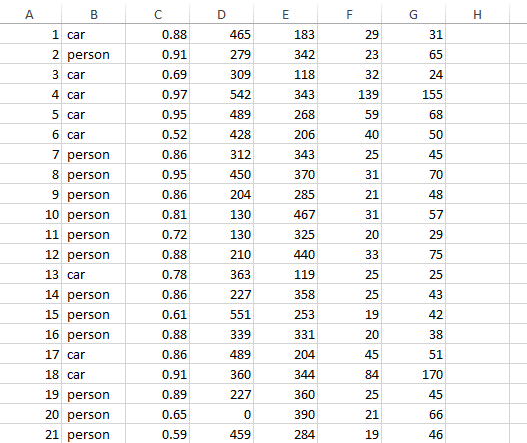 A B C D E F G H
1 car 0.88 465 183 29 31
2 person 0.91 279 342 23 65
3 car 0.69 309 118 32 24
4 car 0.97 542 343 139 155
5 car 0.95 489 268 59 68
6 car 0.52 428 206 40 50
7 person 0.86 312 343 25 45
8 person 0.95 450 370 31 70
9 person 0.86 204 285 21 48
10 person 0.81 130 467 31 57
11 person 0.72 130 325 20 29
12 person 0.88 210 440 33 75
13 car 0.78 363 119 25 25
14 person 0.86 227 358 25 43
15 person 0.61 551 253 19 42
16 person 0.88 339 331 20 38
17 car 0.86 489 204 45 51
18 car 0.91 360 344 84 170
19 person 0.89 227 360 25 45
20 person 0.65 0 390 21 66
21 person 0.59 459 284 19 46